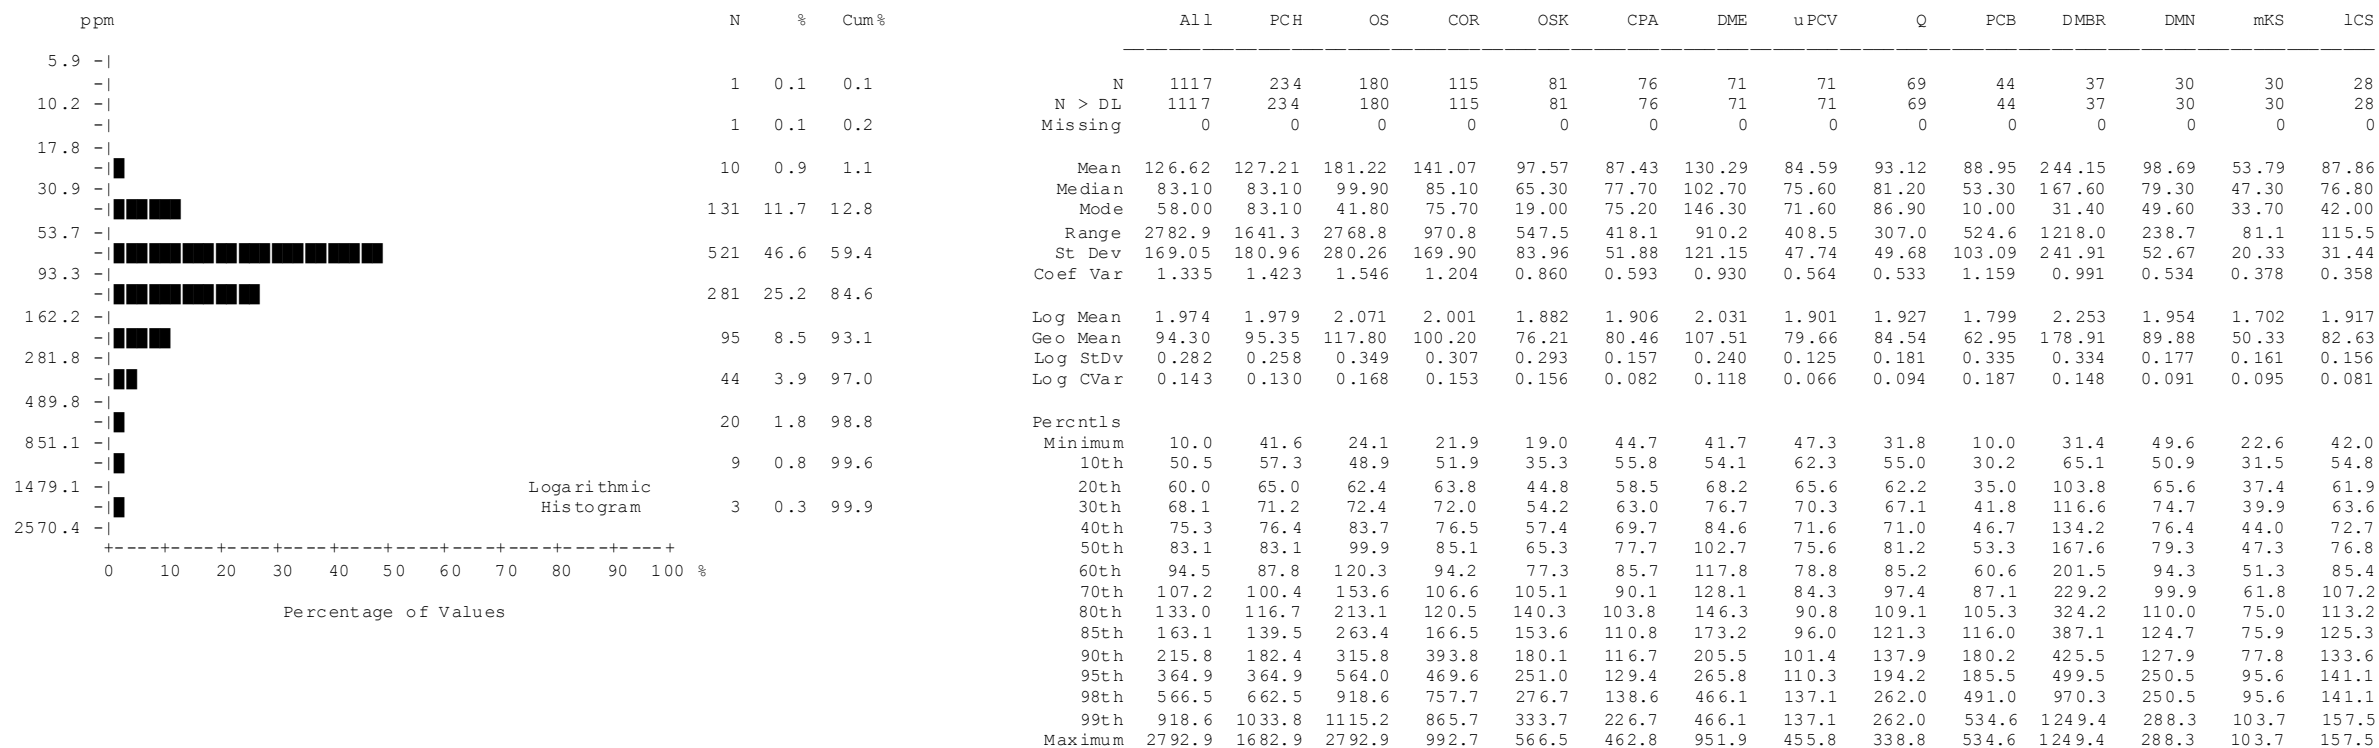 ppm N % Cum% All PCH OS COR OSK CPA DME uPCV Q PCB DMBR DMN mKS lCS
5.9 -|
-| 1 0.1 0.1 N 1117 234 180 115 81 76 71 71 69 44 37 30 30 28
10.2 -| N > DL 1117 234 180 115 81 76 71 71 69 44 37 30 30 28
-| 1 0.1 0.2 Missing 0 0 0 0 0 0 0 0 0 0 0 0 0 0
17.8 -|
-| 10 0.9 1.1 Mean 126.62 127.21 181.22 141.07 97.57 87.43 130.29 84.59 93.12 88.95 244.15 98.69 53.79 87.86
30.9 -| Median 83.10 83.10 99.90 85.10 65.30 77.70 102.70 75.60 81.20 53.30 167.60 79.30 47.30 76.80
-| 131 11.7 12.8 Mode 58.00 83.10 41.80 75.70 19.00 75.20 146.30 71.60 86.90 10.00 31.40 49.60 33.70 42.00
53.7 -| Range 2782.9 1641.3 2768.8 970.8 547.5 418.1 910.2 408.5 307.0 524.6 1218.0 238.7 81.1 115.5
-| 521 46.6 59.4 St Dev 169.05 180.96 280.26 169.90 83.96 51.88 121.15 47.74 49.68 103.09 241.91 52.67 20.33 31.44
93.3 -| Coef Var 1.335 1.423 1.546 1.204 0.860 0.593 0.930 0.564 0.533 1.159 0.991 0.534 0.378 0.358
-| 281 25.2 84.6
162.2 -| Log Mean 1.974 1.979 2.071 2.001 1.882 1.906 2.031 1.901 1.927 1.799 2.253 1.954 1.702 1.917
-| 95 8.5 93.1 Geo Mean 94.30 95.35 117.80 100.20 76.21 80.46 107.51 79.66 84.54 62.95 178.91 89.88 50.33 82.63
281.8 -| Log StDv 0.282 0.258 0.349 0.307 0.293 0.157 0.240 0.125 0.181 0.335 0.334 0.177 0.161 0.156
-| 44 3.9 97.0 Log CVar 0.143 0.130 0.168 0.153 0.156 0.082 0.118 0.066 0.094 0.187 0.148 0.091 0.095 0.081
489.8 -|
-| 20 1.8 98.8 Percntls
851.1 -| Minimum 10.0 41.6 24.1 21.9 19.0 44.7 41.7 47.3 31.8 10.0 31.4 49.6 22.6 42.0
-| 9 0.8 99.6 10th 50.5 57.3 48.9 51.9 35.3 55.8 54.1 62.3 55.0 30.2 65.1 50.9 31.5 54.8
1479.1 -| Logarithmic 20th 60.0 65.0 62.4 63.8 44.8 58.5 68.2 65.6 62.2 35.0 103.8 65.6 37.4 61.9
-| Histogram 3 0.3 99.9 30th 68.1 71.2 72.4 72.0 54.2 63.0 76.7 70.3 67.1 41.8 116.6 74.7 39.9 63.6
2570.4 -| 40th 75.3 76.4 83.7 76.5 57.4 69.7 84.6 71.6 71.0 46.7 134.2 76.4 44.0 72.7
+----+----+----+----+----+----+----+----+----+----+ 50th 83.1 83.1 99.9 85.1 65.3 77.7 102.7 75.6 81.2 53.3 167.6 79.3 47.3 76.8
0 10 20 30 40 50 60 70 80 90 100 % 60th 94.5 87.8 120.3 94.2 77.3 85.7 117.8 78.8 85.2 60.6 201.5 94.3 51.3 85.4
70th 107.2 100.4 153.6 106.6 105.1 90.1 128.1 84.3 97.4 87.1 229.2 99.9 61.8 107.2
Percentage of Values 80th 133.0 116.7 213.1 120.5 140.3 103.8 146.3 90.8 109.1 105.3 324.2 110.0 75.0 113.2
85th 163.1 139.5 263.4 166.5 153.6 110.8 173.2 96.0 121.3 116.0 387.1 124.7 75.9 125.3
90th 215.8 182.4 315.8 393.8 180.1 116.7 205.5 101.4 137.9 180.2 425.5 127.9 77.8 133.6
95th 364.9 364.9 564.0 469.6 251.0 129.4 265.8 110.3 194.2 185.5 499.5 250.5 95.6 141.1
98th 566.5 662.5 918.6 757.7 276.7 138.6 466.1 137.1 262.0 491.0 970.3 250.5 95.6 141.1
99th 918.6 1033.8 1115.2 865.7 333.7 226.7 466.1 137.1 262.0 534.6 1249.4 288.3 103.7 157.5
Maximum 2792.9 1682.9 2792.9 992.7 566.5 462.8 951.9 455.8 338.8 534.6 1249.4 288.3 103.7 157.5